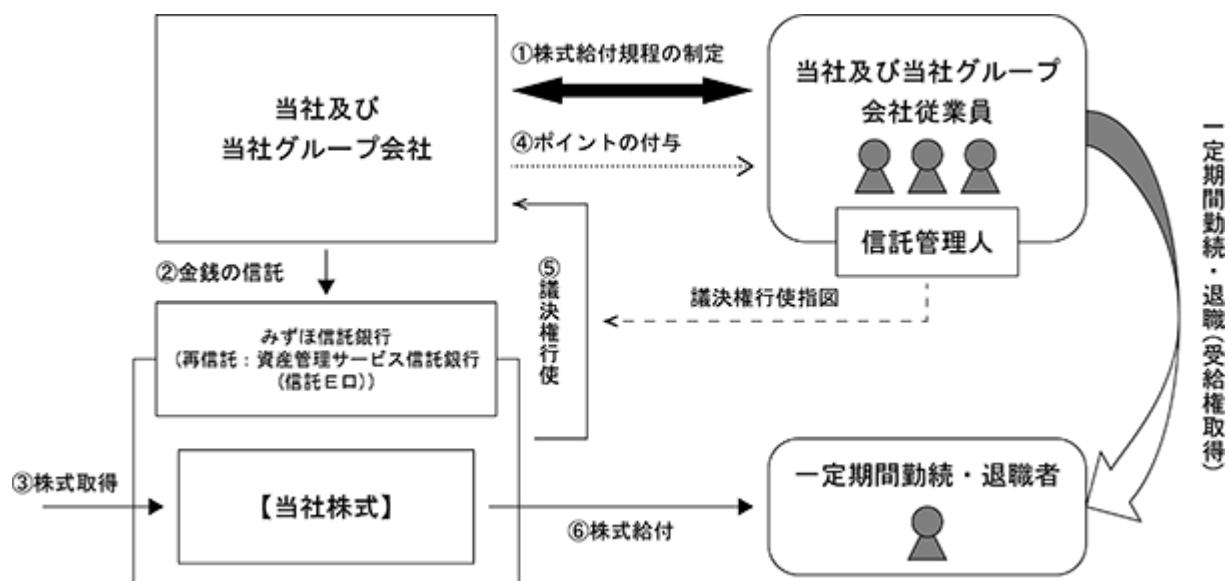 ①株式給付規程の制定
当社及び
当社グループ会社
当社及び当社グループ
会社従業員
④ポイントの付与
信託管理人
②金銭の信託
⑤議決権行使
議決権行使指図
みずほ信託銀行
(再信託：資産管理サービス信託銀行
(信託E口))
一定期間勤続・退職(受給権取得)
③株式取得
【当社株式】
⑥株式給付
一定期間勤続・退職者